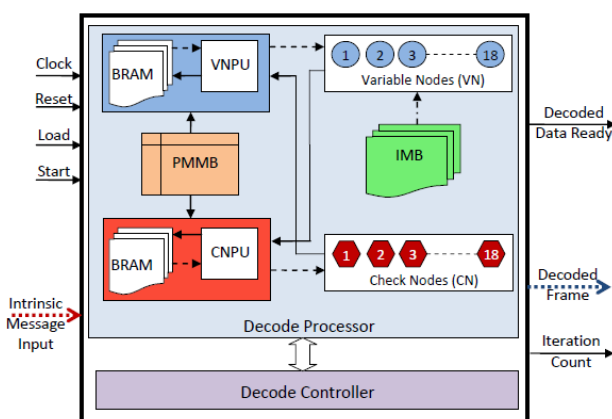 Clock
Reset
Load
Start
Intrinsic
Message
Input
BRAM
VNPU
1 2 3 18
Variable Nodes (VN)
PMMB
IMB
BRAM
CNPU
1 2 3 18
Check Nodes (CN)
Decode Processor
Decode Controller
Decoded
Data Ready
Decoded
Frame
Iteration
Count